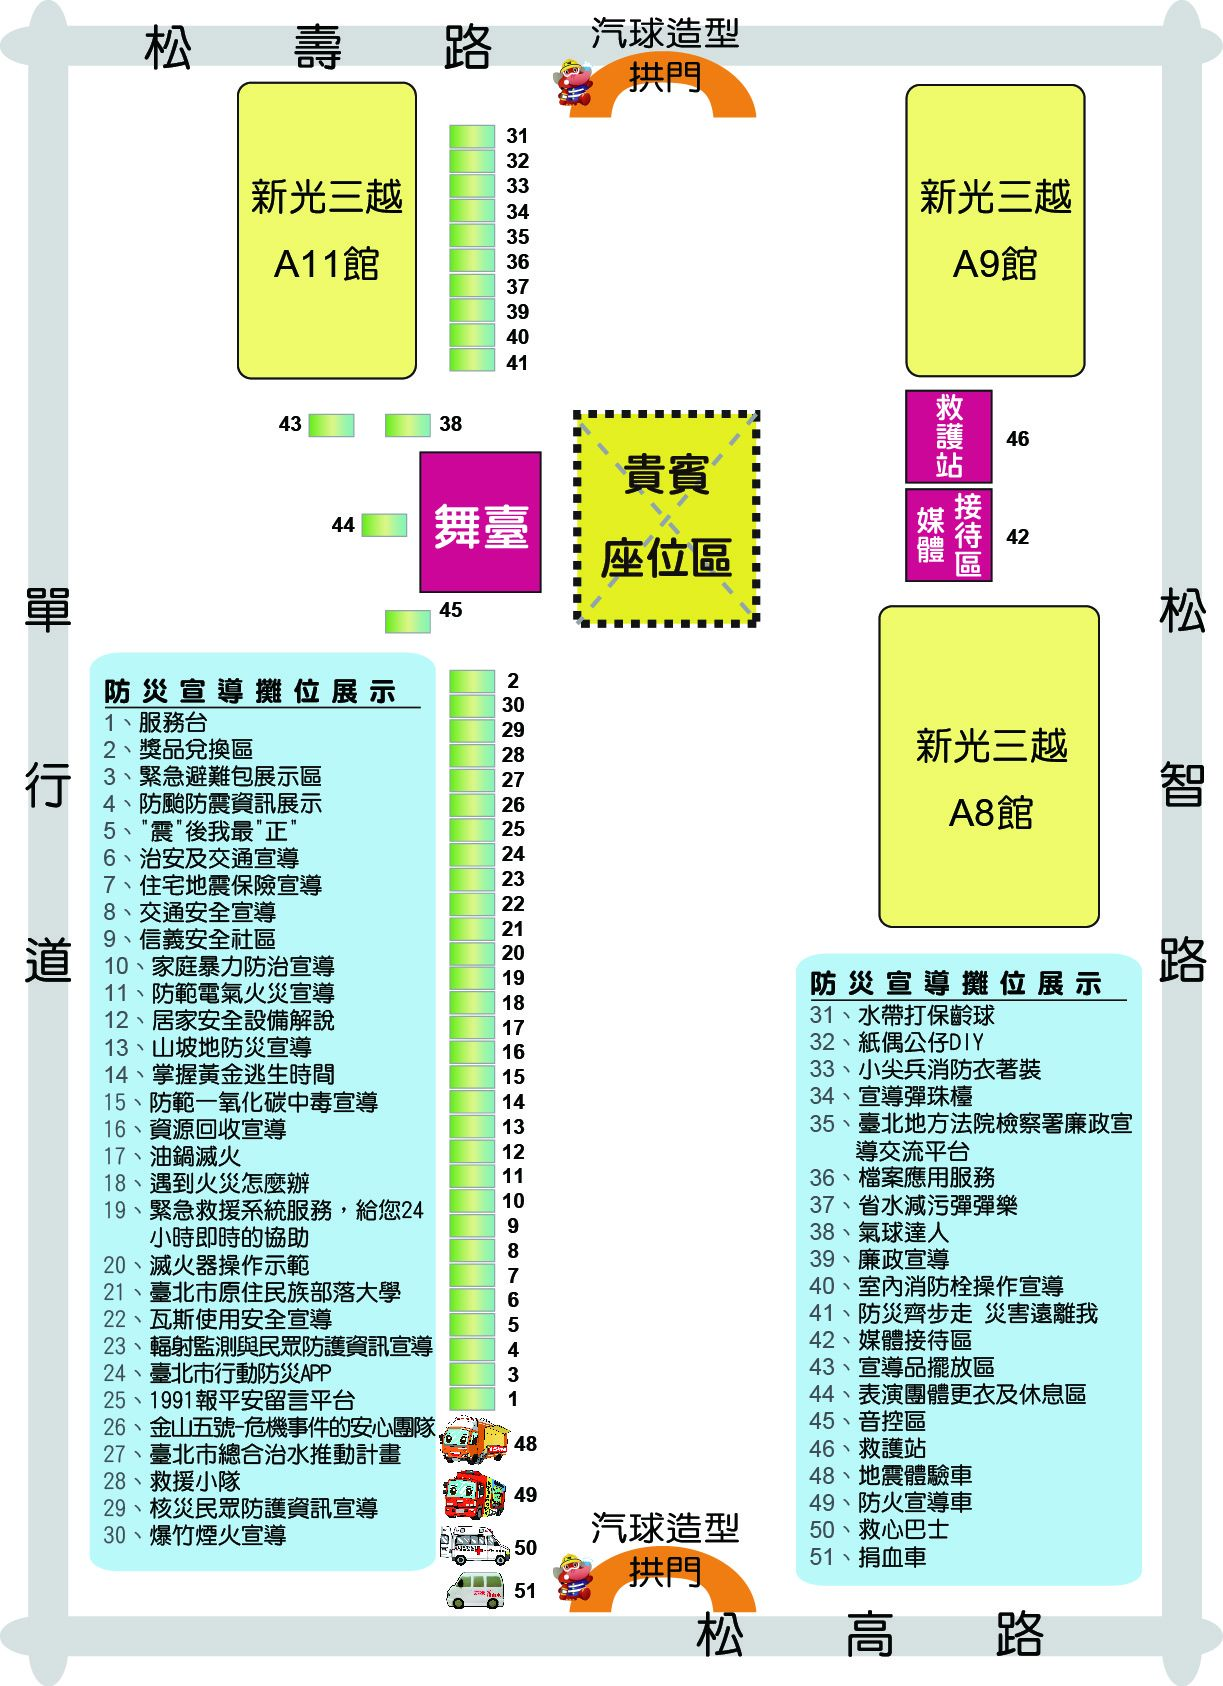 松壽路
汽球造型
拱門
新光三越
A11館
31
32
33
34
35
36
37
39
40
41
新光三越
A9館
43
38
44
舞臺
45
貴賓
座位區
救護站
46
媒體
接待區
42
單行道
松智路
新光三越
A8館
防災宣導攤位展示
1、服務台
2、獎品兌換區
3、緊急避難包展示區
4、防颱防震資訊展示
5、"震"後我最"正"
6、治安及交通宣導
7、住宅地震保險宣導
8、交通安全宣導
9、信義安全社區
10、家庭暴力防治宣導
11、防範電氣火災宣導
12、居家安全設備解說
13、山坡地防災宣導
14、掌握黃金逃生時間
15、防範一氧化碳中毒宣導
16、資源回收宣導
17、油鍋滅火
18、遇到火災怎麼辦
19、緊急救援系統服務，給您24
小時即時的協助
20、滅火器操作示範
21、臺北市原住民族部落大學
22、瓦斯使用安全宣導
23、輻射監測與民眾防護資訊宣導
24、臺北市行動防災APP
25、1991報平安留言平台
26、金山五號-危機事件的安心團隊
27、臺北市總合治水推動計畫
28、救援小隊
29、核災民眾防護資訊宣導
30、爆竹煙火宣導
2
30
29
28
27
26
25
24
23
22
21
20
19
18
17
16
15
14
13
12
11
10
9
8
7
6
5
4
3
1
48
49
50
51
防災宣導攤位展示
31、水帶打保齡球
32、紙偶公仔DIY
33、小尖兵消防衣著裝
34、宣導彈珠檯
35、臺北地方法院檢察署廉政宣
導交流平台
36、檔案應用服務
37、省水減污彈彈樂
38、氣球達人
39、廉政宣導
40、室內消防栓操作宣導
41、防災齊步走 災害遠離我
42、媒體接待區
43、宣導品擺放區
44、表演團體更衣及休息區
45、音控區
46、救護站
48、地震體驗車
49、防火宣導車
50、救心巴士
51、捐血車
汽球造型
拱門
松高路